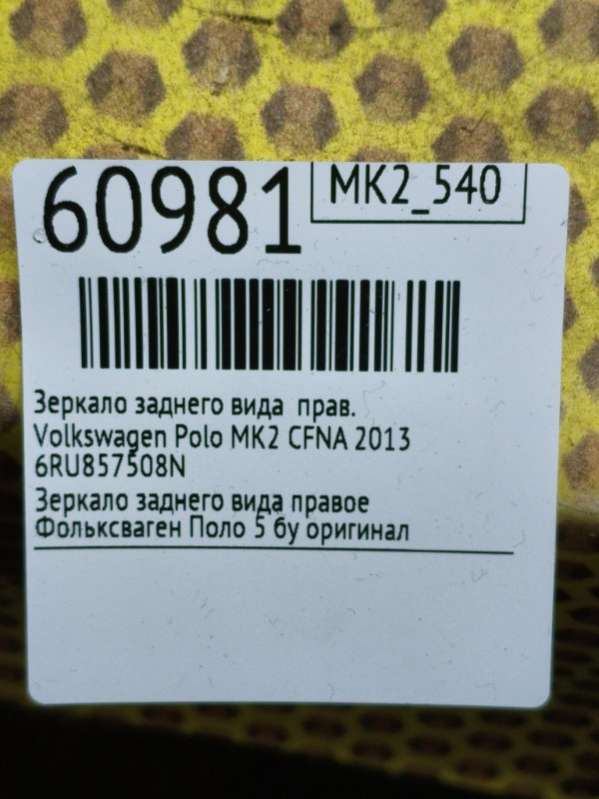 60981
MK2_540
Зеркало заднего вида прав.
Volkswagen Polo MK2 CFNA 2013
6RU857508N
Зеркало заднего вида правое
Фольксваген Поло 5 бу оригинал